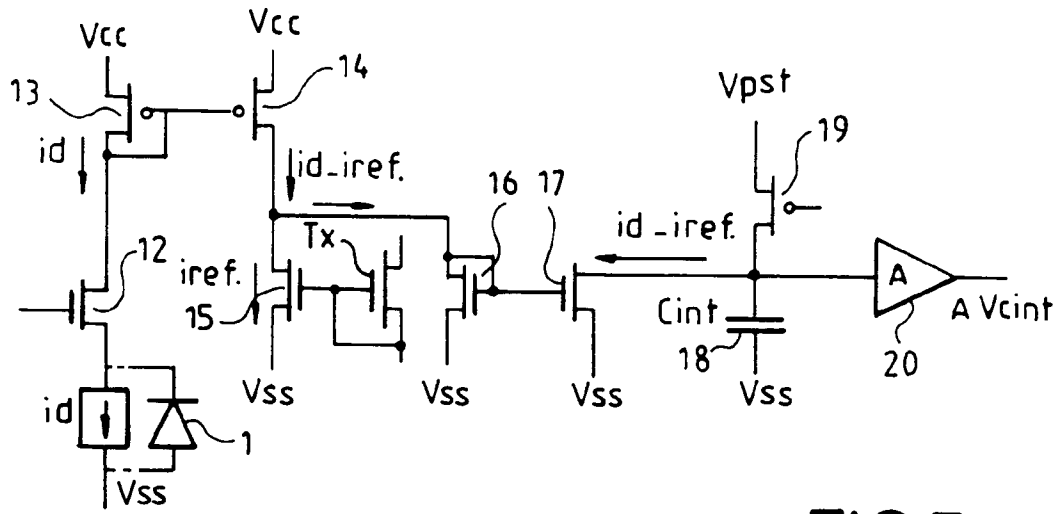 Vcc
Vcc
13
14
Vpst
19
id
id_iref.
16
17
Tx
id_iref.
12
iref.
15
A
Cint
A Vcint
18
20
Vss
Vss
Vss
Vss
id
1
Vss